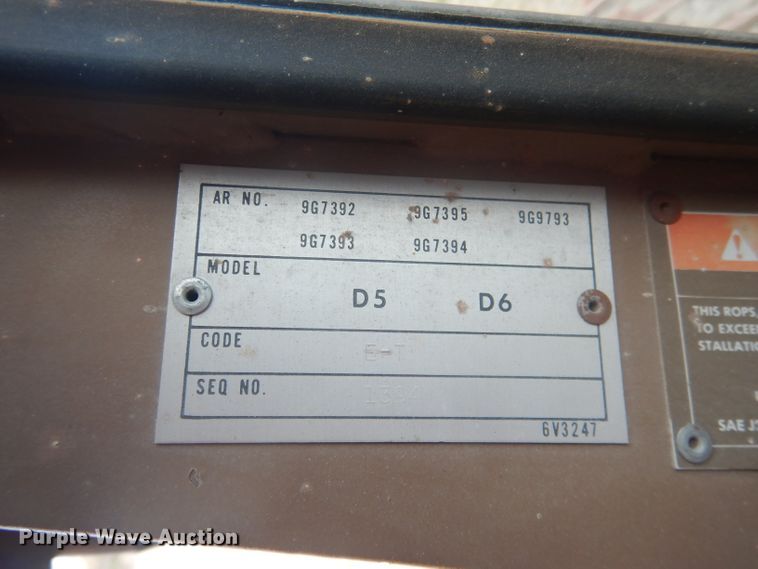 AR NO. 9G7392 9G7395 9G9793
9G7393 9G7394
MODEL D5 D6
CODE E-T
SEQ NO.
6V3247
THIS ROPS,
TO EXCEED
STALLATIO
SAE J
Purple Wave Auction